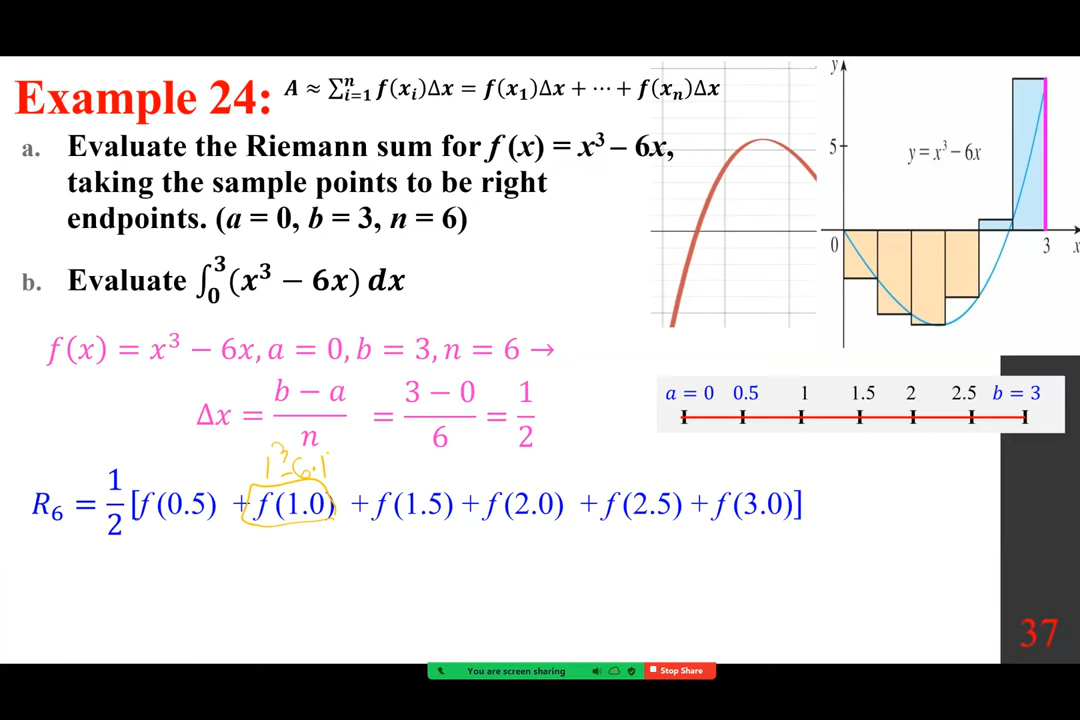 Example 24: A ≈ ∑ⁿᵢ₌₁ f(xᵢ)Δx = f(x₁)Δx + ⋯ + f(xₙ)Δx
a. Evaluate the Riemann sum for f (x) = x³ – 6x,
taking the sample points to be right
endpoints. (a = 0, b = 3, n = 6)
b. Evaluate ∫₀³ (x³ − 6x) dx
y
5
y = x³ – 6x
0
3
x
f(x) = x³ − 6x, a = 0, b = 3, n = 6 →
Δx = (b − a)/n = (3 − 0)/6 = 1/2
a = 0 0.5 1 1.5 2 2.5 b = 3
1³-6.1
R₆ = 1/2 [f (0.5) + f (1.0) + f (1.5) + f (2.0) + f (2.5) + f (3.0)]
37
You are screen sharing Stop Share